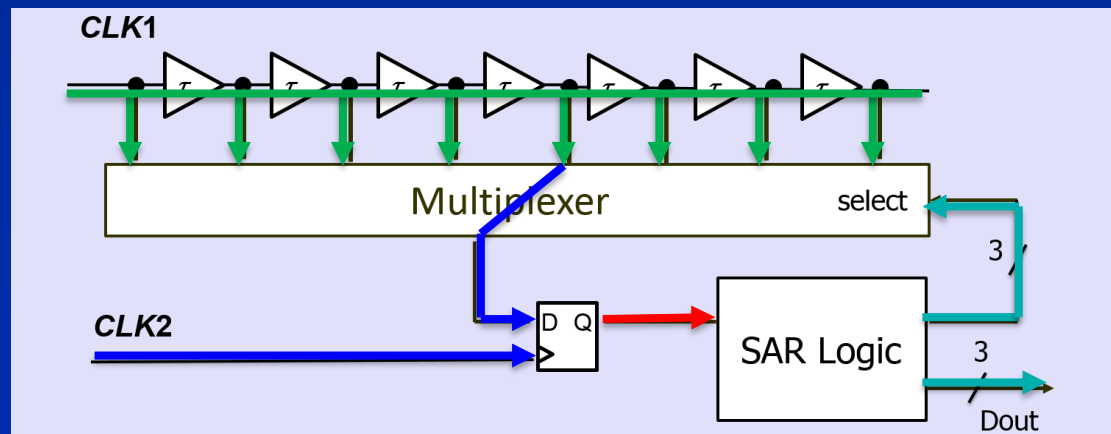 CLK1
τ τ τ τ τ τ τ
Multiplexer
select
3
CLK2
D Q
SAR Logic
3
Dout